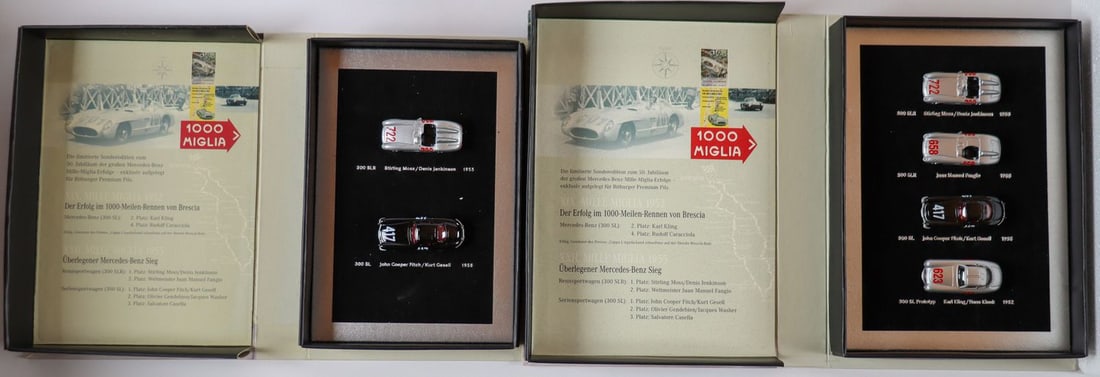 1000
MIGLIA
Die limitierte Sonderedition zum
50. Jubiläum der großen Mercedes-Benz
Mille-Miglia-Erfolge - exklusiv aufgelegt
für Bitburger Premium Pils.
Der Erfolg im 1000-Meilen-Rennen von Brescia
Mercedes-Benz (300 SL): 2. Platz: Karl Kling
4. Platz: Rudolf Caracciola
Überlegener Mercedes-Benz Sieg
Rennsportwagen (300 SLR): 1. Platz: Stirling Moss/Denis Jenkinson
2. Platz: Weltmeister Juan Manuel Fangio
Seriensportwagen (300 SL): 1. Platz: John Cooper Fitch/Kurt Gesell
2. Platz: Olivier Gendebien/Jacques Washer
3. Platz: Salvatore Casella
722
300 SLR Stirling Moss/Denis Jenkinson 1955
417
300 SL John Cooper Fitch/Kurt Gesell 1955
1000
MIGLIA
Die limitierte Sonderedition zum 50. Jubiläum
der großen Mercedes-Benz Mille-Miglia-Erfolge -
exklusiv aufgelegt für Bitburger Premium Pils.
MILLE MIGLIA 1952
Der Erfolg im 1000-Meilen-Rennen von Brescia
Mercedes-Benz (300 SL): 2. Platz: Karl Kling
4. Platz: Rudolf Caracciola
MILLE MIGLIA 1955
Überlegener Mercedes-Benz Sieg
Rennsportwagen (300 SLR): 1. Platz: Stirling Moss/Denis Jenkinson
2. Platz: Weltmeister Juan Manuel Fangio
Seriensportwagen (300 SL): 1. Platz: John Cooper Fitch/Kurt Gesell
2. Platz: Olivier Gendebien/Jacques Washer
3. Platz: Salvatore Casella
722
300 SLR Stirling Moss/Denis Jenkinson 1955
658
300 SLR Juan Manuel Fangio 1955
417
300 SL John Cooper Fitch/Kurt Gesell 1955
623
300 SL Prototyp Karl Kling/Hans Klenk 1952